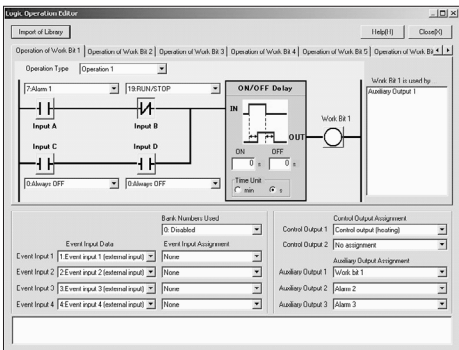 Logic Operation Editor
Import of Library
Help(H)
Close(X)
Operation of Work Bit 1
Operation of Work Bit 2
Operation of Work Bit 3
Operation of Work Bit 4
Operation of Work Bit 5
Operation of Work Bit
Operation Type
Operation 1
7:Alarm 1
19:RUN/STOP
ON/OFF Delay
Work Bit 1 is used by
Auxiliary Output 1
IN
OUT
Work Bit 1
Input A
Input B
Input C
Input D
ON
OFF
0 s
0 s
Time Unit
min
s
0:Always OFF
0:Always OFF
Bank Numbers Used
0: Disabled
Event Input Data
Event Input Assignment
Event Input 1
1:Event input 1 (external input)
None
Event Input 2
2:Event input 2 (external input)
None
Event Input 3
3:Event input 3 (external input)
None
Event Input 4
4:Event input 4 (external input)
None
Control Output Assignment
Control Output 1
Control output (heating)
Control Output 2
No assignment
Auxiliary Output Assignment
Auxiliary Output 1
Work bit 1
Auxiliary Output 2
Alarm 2
Auxiliary Output 3
Alarm 3